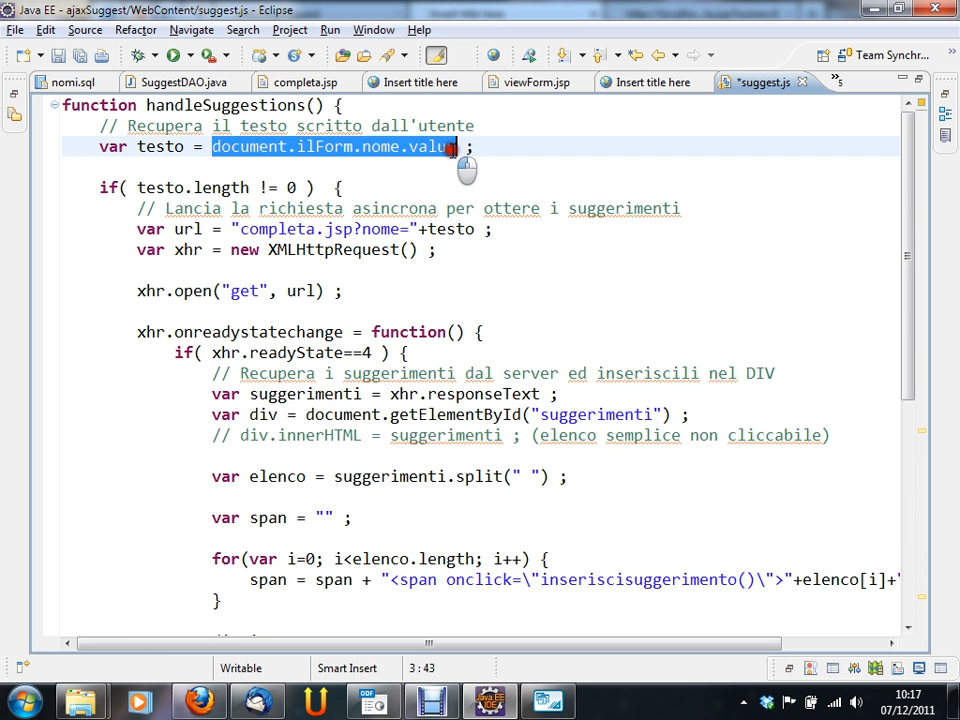 Java EE - ajaxSuggest/WebContent/suggest.js - Eclipse
File Edit Source Refactor Navigate Search Project Run Window Help
Team Synchr...
nomi.sql SuggestDAO.java completa.jsp Insert title here viewForm.jsp Insert title here *suggest.js »5
function handleSuggestions() {
// Recupera il testo scritto dall'utente
var testo = document.ilForm.nome.valu ;
if( testo.length != 0 ) {
// Lancia la richiesta asincrona per ottere i suggerimenti
var url = "completa.jsp?nome="+testo ;
var xhr = new XMLHttpRequest() ;
xhr.open("get", url) ;
xhr.onreadystatechange = function() {
if( xhr.readyState==4 ) {
// Recupera i suggerimenti dal server ed inseriscili nel DIV
var suggerimenti = xhr.responseText ;
var div = document.getElementById("suggerimenti") ;
// div.innerHTML = suggerimenti ; (elenco semplice non cliccabile)
var elenco = suggerimenti.split(" ") ;
var span = "" ;
for(var i=0; i<elenco.length; i++) {
span = span + "<span onclick=\"inseriscisuggerimento()\">"+elenco[i]+"
}
Writable Smart Insert 3 : 43
10:17
07/12/2011